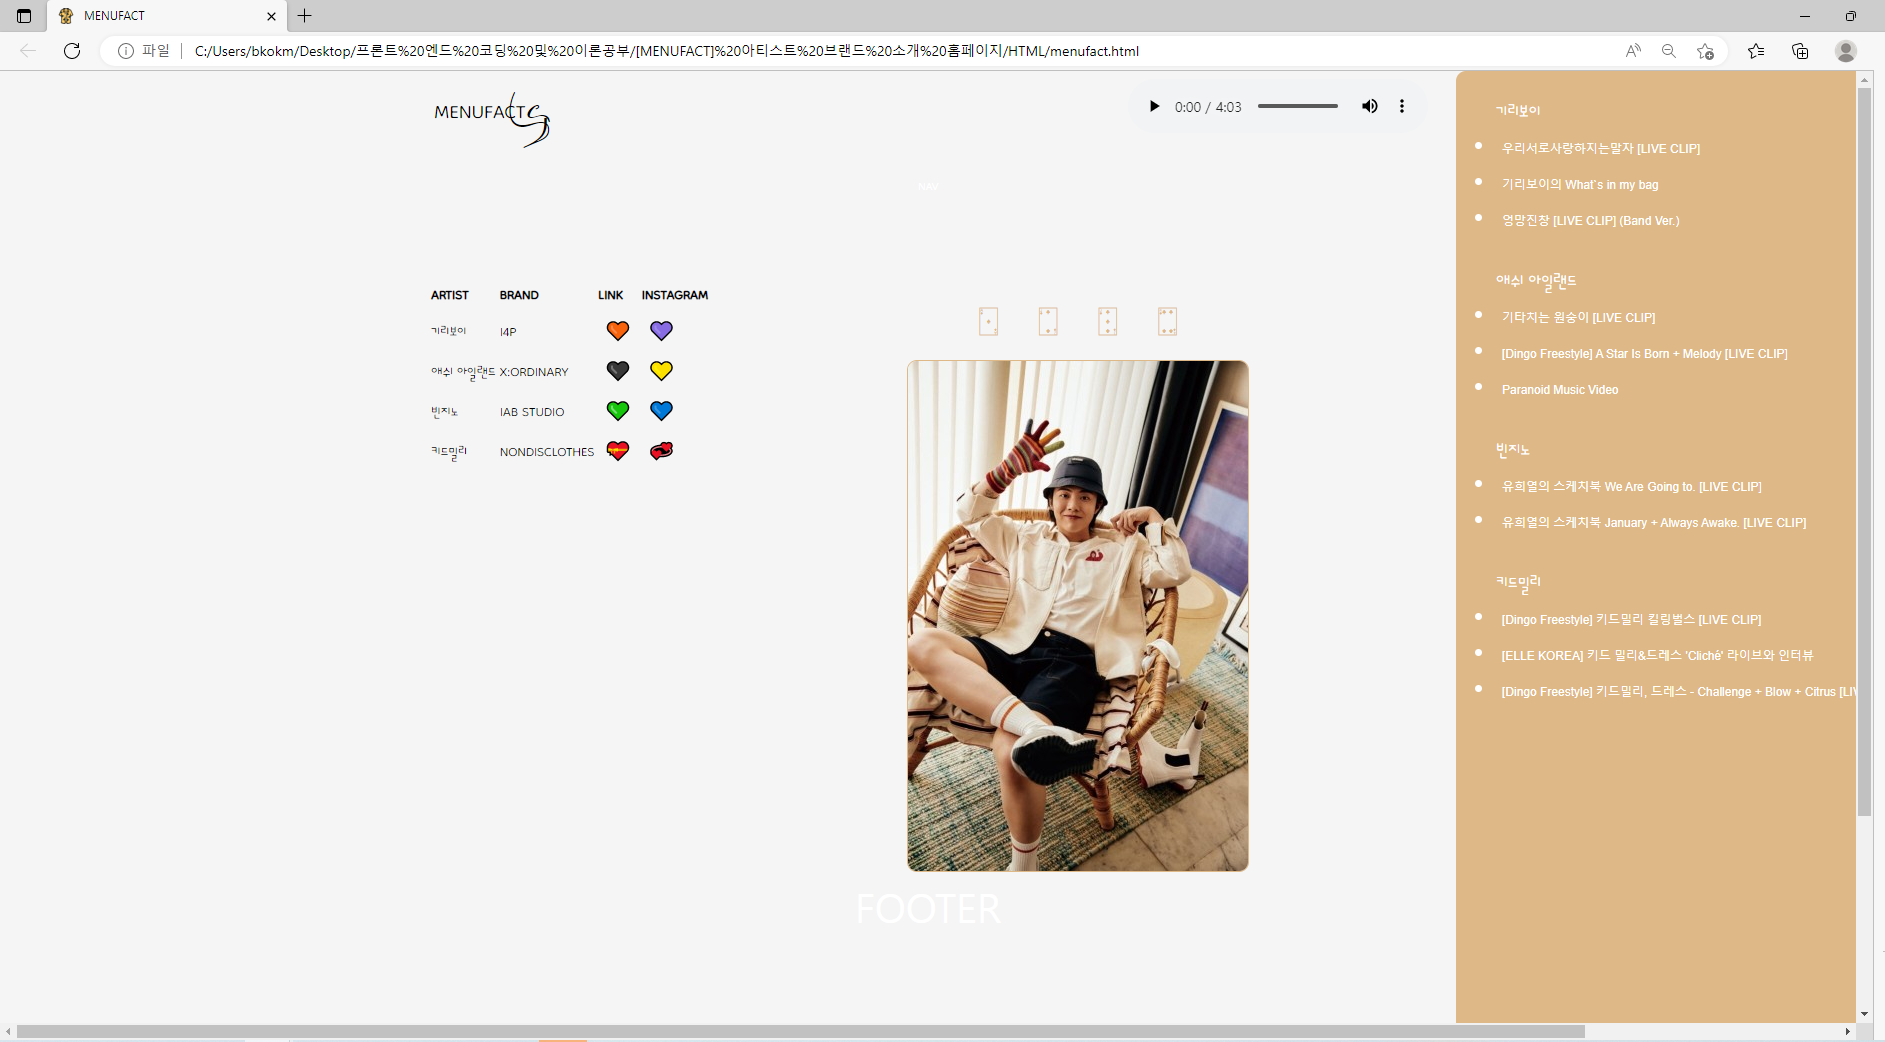 MENUFACT
파일
C:/Users/bkokm/Desktop/프론트%20엔드%20코딩%20및%20이론공부/[MENUFACT]%20아티스트%20브랜드%20소개%20홈페이지/HTML/menufact.html
MENUFACT
0:00 / 4:03
NAV
ARTIST BRAND LINK INSTAGRAM
기리보이 I4P
애쉬 아일랜드 X:ORDINARY
빈지노 IAB STUDIO
키드밀리 NONDISCLOTHES
FOOTER
기리보이
우리서로사랑하지는말자 [LIVE CLIP]
기리보이의 What`s in my bag
엉망진창 [LIVE CLIP] (Band Ver.)
애쉬 아일랜드
기타치는 원숭이 [LIVE CLIP]
[Dingo Freestyle] A Star Is Born + Melody [LIVE CLIP]
Paranoid Music Video
빈지노
유희열의 스케치북 We Are Going to. [LIVE CLIP]
유희열의 스케치북 January + Always Awake. [LIVE CLIP]
키드밀리
[Dingo Freestyle] 키드밀리 킬링벌스 [LIVE CLIP]
[ELLE KOREA] 키드 밀리&드레스 'Cliché' 라이브와 인터뷰
[Dingo Freestyle] 키드밀리, 드레스 - Challenge + Blow + Citrus [LIV